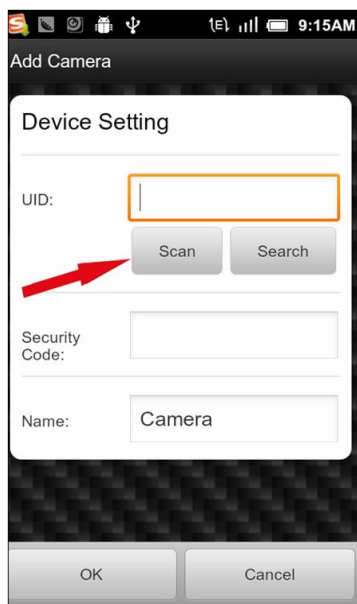 9:15AM
Add Camera
Device Setting
UID:
Scan Search
Security
Code:
Name: Camera
OK Cancel